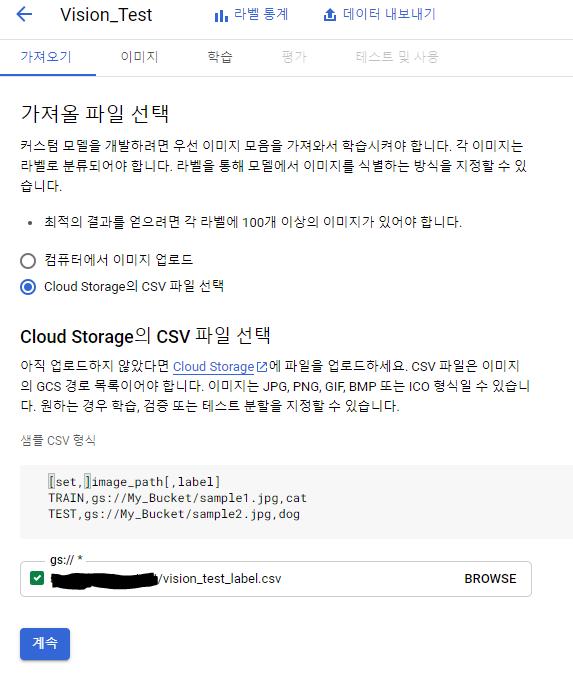 Vision_Test 라벨 통계 데이터 내보내기
가져오기 이미지 학습 평가 테스트 및 사용
가져올 파일 선택
커스텀 모델을 개발하려면 우선 이미지 모음을 가져와서 학습시켜야 합니다. 각 이미지는
라벨로 분류되어야 합니다. 라벨을 통해 모델에서 이미지를 식별하는 방식을 지정할 수 있
습니다.
• 최적의 결과를 얻으려면 각 라벨에 100개 이상의 이미지가 있어야 합니다.
컴퓨터에서 이미지 업로드
Cloud Storage의 CSV 파일 선택
Cloud Storage의 CSV 파일 선택
아직 업로드하지 않았다면 Cloud Storage에 파일을 업로드하세요. CSV 파일은 이미지
의 GCS 경로 목록이어야 합니다. 이미지는 JPG, PNG, GIF, BMP 또는 ICO 형식일 수 있습니
다. 원하는 경우 학습, 검증 또는 테스트 분할을 지정할 수 있습니다.
샘플 CSV 형식
[set,]image_path[,label]
TRAIN,gs://My_Bucket/sample1.jpg,cat
TEST,gs://My_Bucket/sample2.jpg,dog
gs:// *
/vision_test_label.csv BROWSE
계속